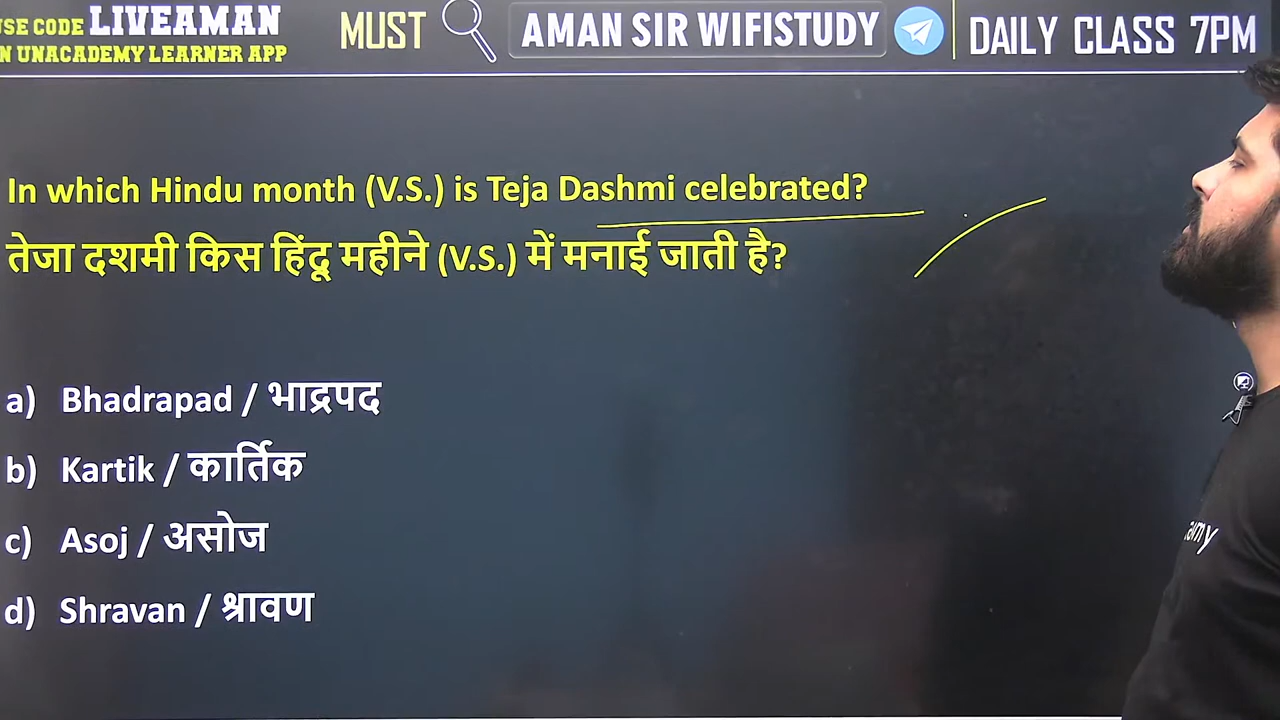 USE CODE LIVEAMAN
N UNACADEMY LEARNER APP
MUST
AMAN SIR WIFISTUDY
DAILY CLASS 7PM
In which Hindu month (V.S.) is Teja Dashmi celebrated?
तेजा दशमी किस हिंदू महीने (V.S.) में मनाई जाती है?
a) Bhadrapad / भाद्रपद
b) Kartik / कार्तिक
c) Asoj / असोज
d) Shravan / श्रावण